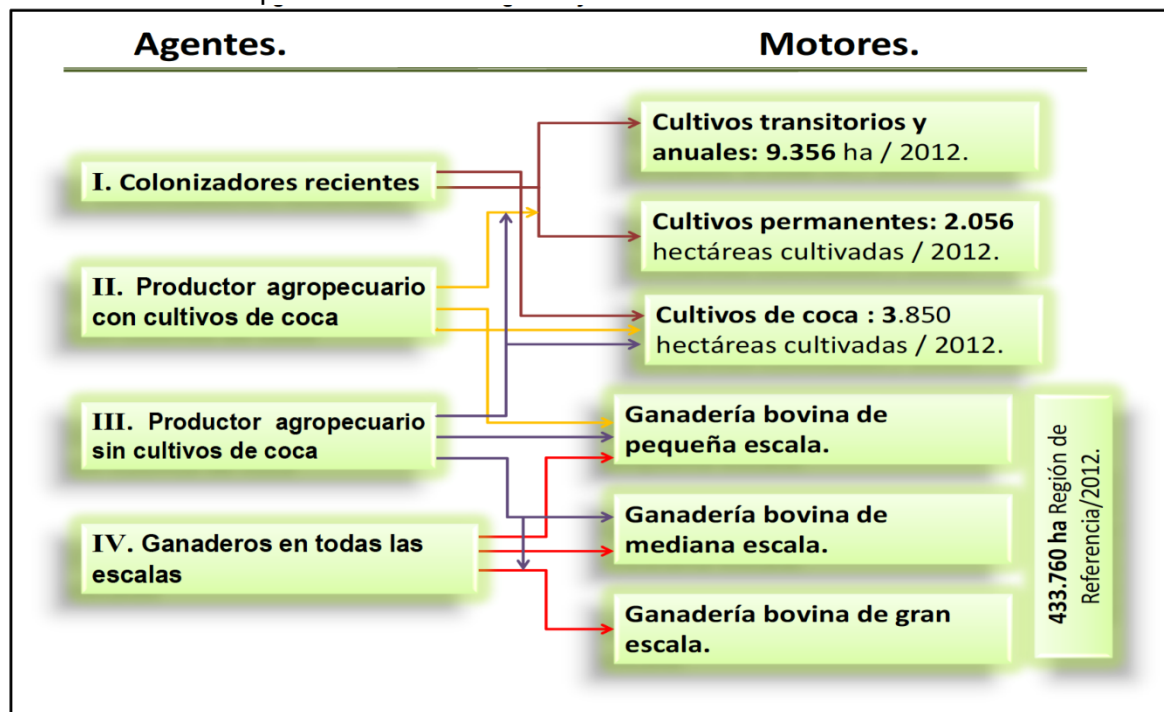 Agentes.
Motores.
I. Colonizadores recientes
II. Productor agropecuario
con cultivos de coca
III. Productor agropecuario
sin cultivos de coca
IV. Ganaderos en todas las
escalas
Cultivos transitorios y
anuales: 9.356 ha / 2012.
Cultivos permanentes: 2.056
hectáreas cultivadas / 2012.
Cultivos de coca : 3.850
hectáreas cultivadas / 2012.
Ganadería bovina de
pequeña escala.
Ganadería bovina de
mediana escala.
Ganadería bovina de gran
escala.
433.760 ha Región de
Referencia/2012.